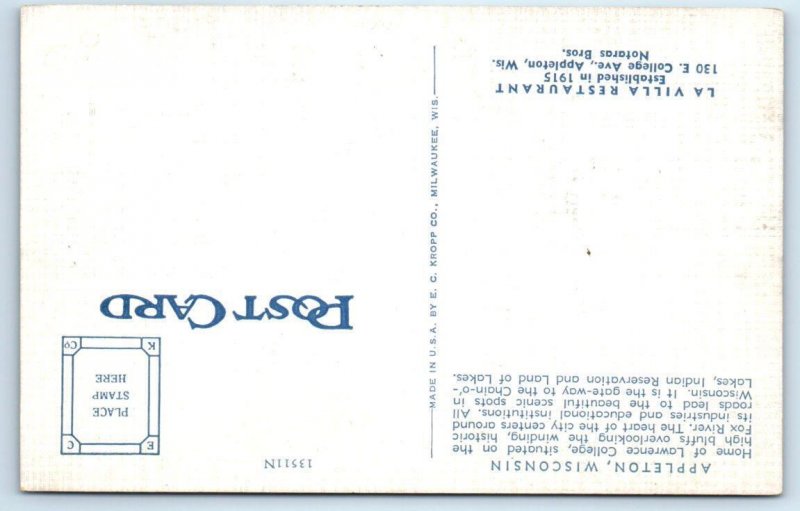 APPLETON, WISCONSIN
Home of Lawrence College, situated on the
high bluffs overlooking the winding, historic
Fox River. The heart of the city centers around
its industries and educational institutions. All
roads lead to the beautiful scenic spots in
Wisconsin. It is the gate-way to the Chain-o'-
Lakes, Indian Reservation and Land of Lakes.
LA VILLA RESTAURANT
Established in 1915
130 E. College Ave., Appleton, Wis.
Notaras Bros.
MADE IN U.S.A. BY E. C. KROPP CO., MILWAUKEE, WIS.
13511N
E C
PLACE
STAMP
HERE
K Co
POST CARD